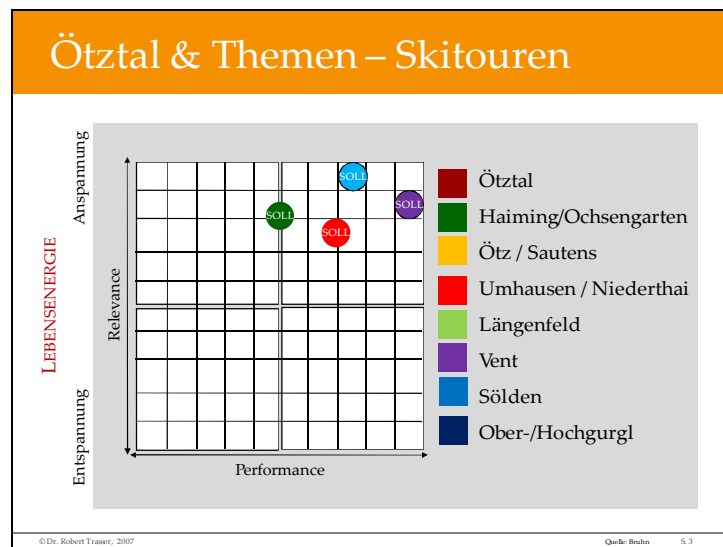 Ötztal & Themen – Skitouren
LEBENSENERGIE
Anspannung
Entspannung
Relevance
Performance
SOLL
SOLL
SOLL
SOLL
Ötztal
Haiming/Ochsengarten
Ötz / Sautens
Umhausen / Niederthai
Längenfeld
Vent
Sölden
Ober-/Hochgurgl
©Dr. Robert Trasser, 2007
Quelle: Bruhn
S. 3